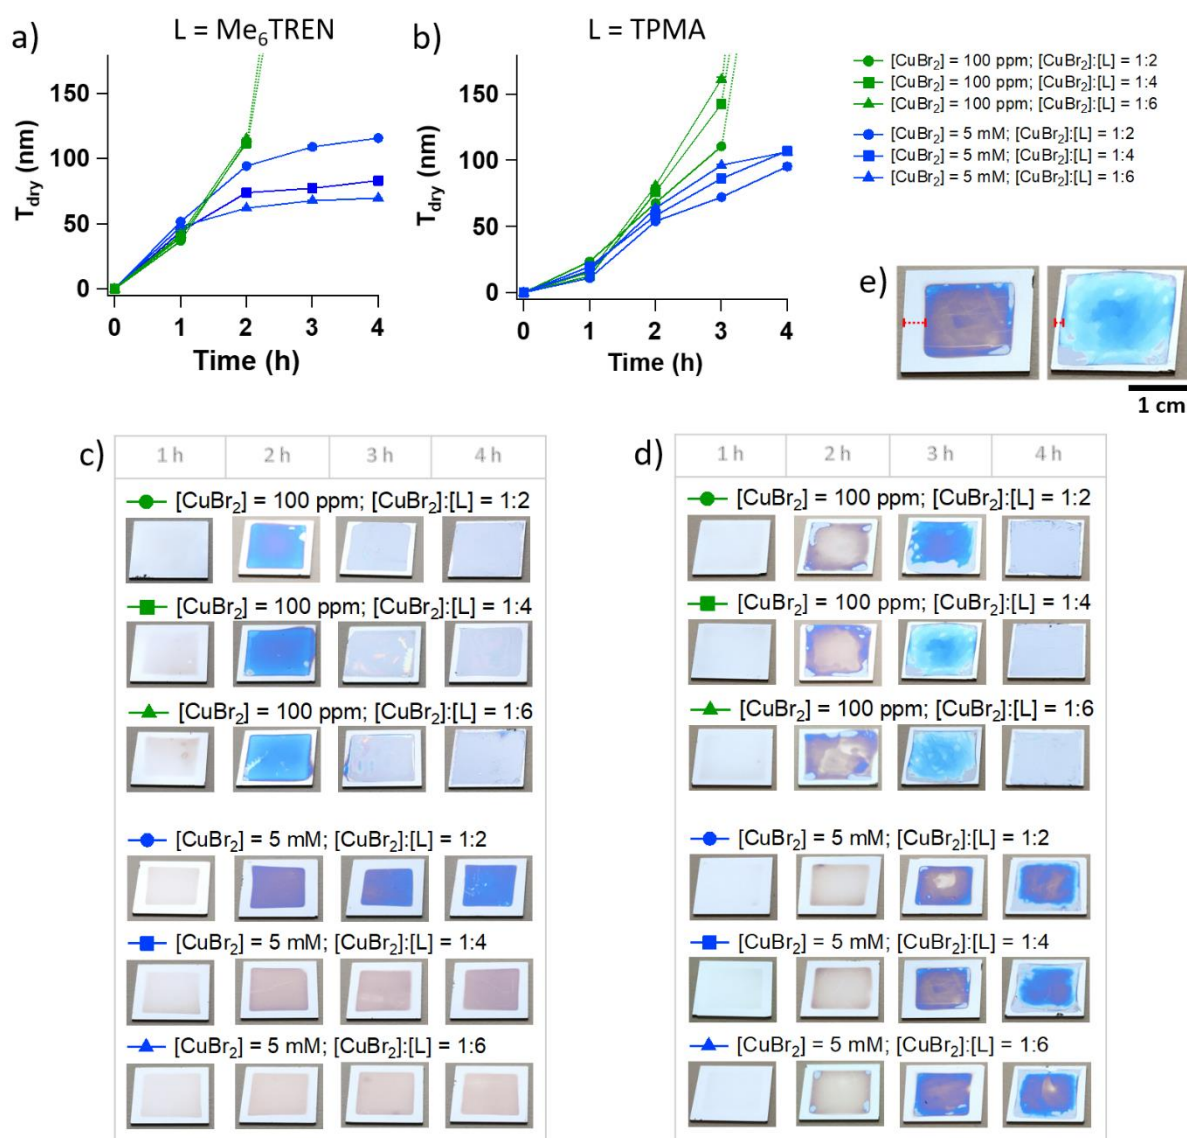 a)
L = Me₆TREN
T_dry (nm)
150
100
50
0
0 1 2 3 4
Time (h)
b)
L = TPMA
T_dry (nm)
150
100
50
0
0 1 2 3 4
Time (h)
[CuBr₂] = 100 ppm; [CuBr₂]:[L] = 1:2
[CuBr₂] = 100 ppm; [CuBr₂]:[L] = 1:4
[CuBr₂] = 100 ppm; [CuBr₂]:[L] = 1:6
[CuBr₂] = 5 mM; [CuBr₂]:[L] = 1:2
[CuBr₂] = 5 mM; [CuBr₂]:[L] = 1:4
[CuBr₂] = 5 mM; [CuBr₂]:[L] = 1:6
e)
1 cm
c)
1 h 2 h 3 h 4 h
[CuBr₂] = 100 ppm; [CuBr₂]:[L] = 1:2
[CuBr₂] = 100 ppm; [CuBr₂]:[L] = 1:4
[CuBr₂] = 100 ppm; [CuBr₂]:[L] = 1:6
[CuBr₂] = 5 mM; [CuBr₂]:[L] = 1:2
[CuBr₂] = 5 mM; [CuBr₂]:[L] = 1:4
[CuBr₂] = 5 mM; [CuBr₂]:[L] = 1:6
d)
1 h 2 h 3 h 4 h
[CuBr₂] = 100 ppm; [CuBr₂]:[L] = 1:2
[CuBr₂] = 100 ppm; [CuBr₂]:[L] = 1:4
[CuBr₂] = 100 ppm; [CuBr₂]:[L] = 1:6
[CuBr₂] = 5 mM; [CuBr₂]:[L] = 1:2
[CuBr₂] = 5 mM; [CuBr₂]:[L] = 1:4
[CuBr₂] = 5 mM; [CuBr₂]:[L] = 1:6